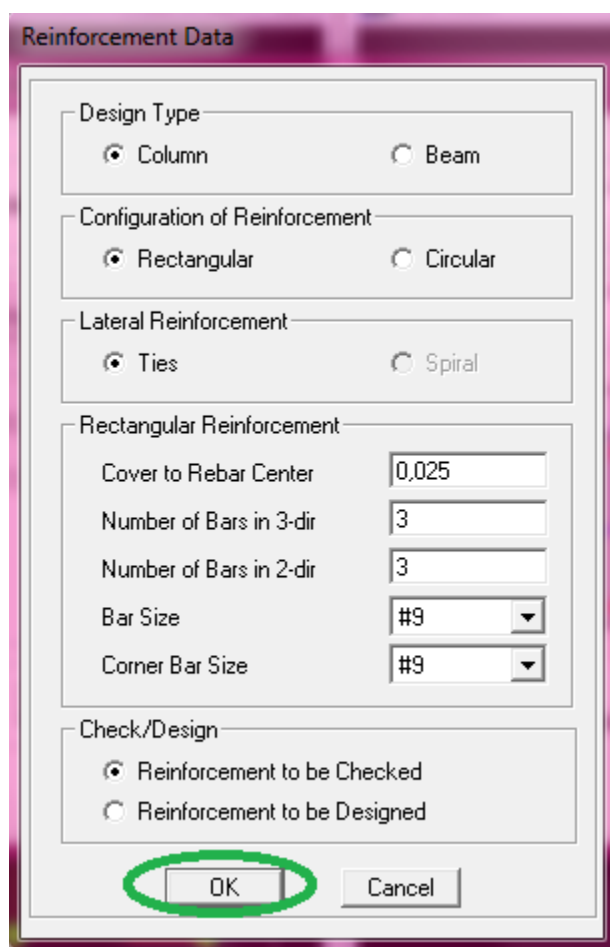 Reinforcement Data
Design Type
Column Beam
Configuration of Reinforcement
Rectangular Circular
Lateral Reinforcement
Ties Spiral
Rectangular Reinforcement
Cover to Rebar Center 0,025
Number of Bars in 3-dir 3
Number of Bars in 2-dir 3
Bar Size #9
Corner Bar Size #9
Check/Design
Reinforcement to be Checked
Reinforcement to be Designed
OK Cancel